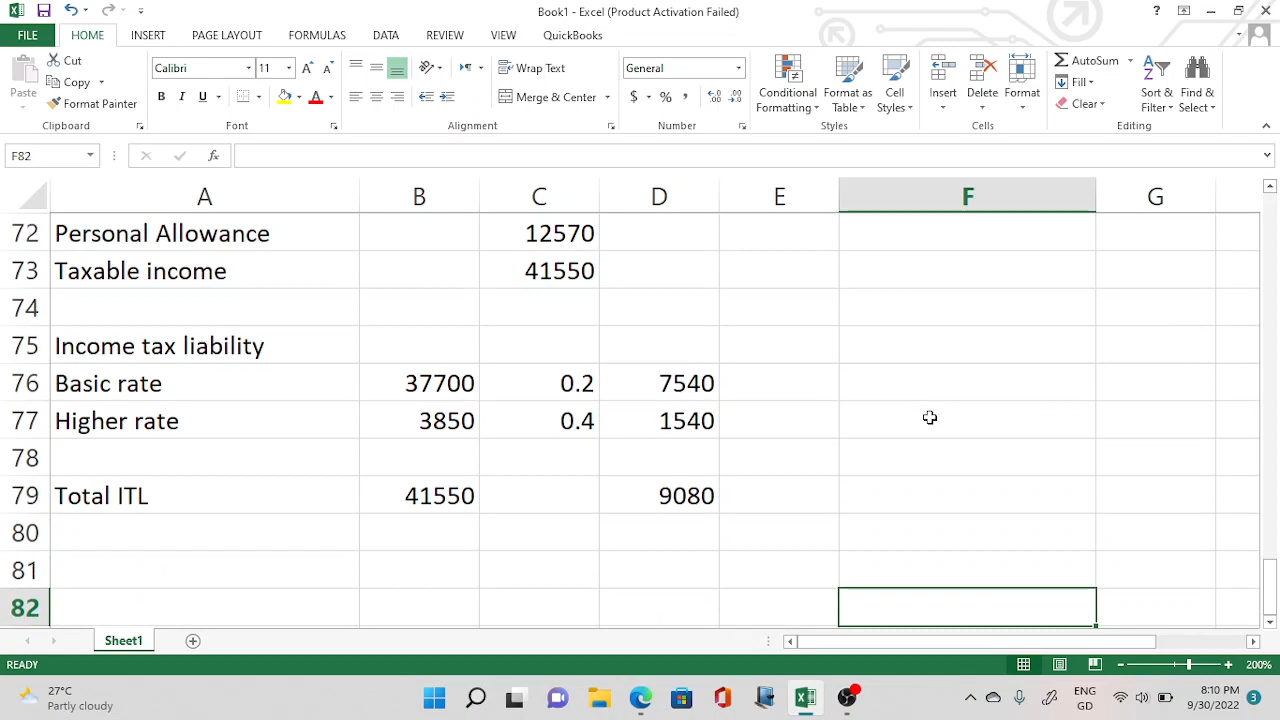 Book1 - Excel (Product Activation Failed)
FILE HOME INSERT PAGE LAYOUT FORMULAS DATA REVIEW VIEW QuickBooks
Paste
Cut
Copy
Format Painter
Clipboard
Calibri 11
B I U
Font
Wrap Text
Merge & Center
Alignment
General
$ % ,
Number
Conditional Formatting
Format as Table
Cell Styles
Styles
Insert
Delete
Format
Cells
AutoSum
Fill
Clear
Sort & Filter
Find & Select
Editing
F82 fx
A B C D E F G
72 Personal Allowance 12570
73 Taxable income 41550
74
75 Income tax liability
76 Basic rate 37700 0.2 7540
77 Higher rate 3850 0.4 1540
78
79 Total ITL 41550 9080
80
81
82
Sheet1
READY 200%
27°C
Partly cloudy
ENG
GD
8:10 PM
9/30/2022
3